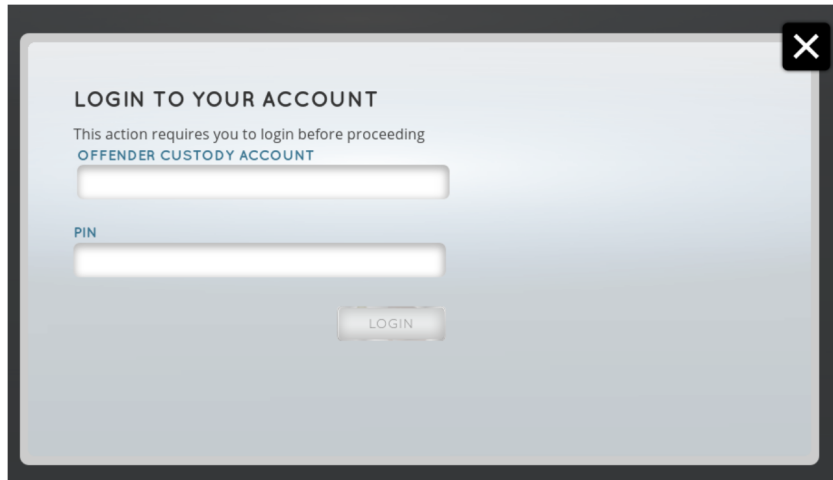 LOGIN TO YOUR ACCOUNT
This action requires you to login before proceeding
OFFENDER CUSTODY ACCOUNT
PIN
LOGIN